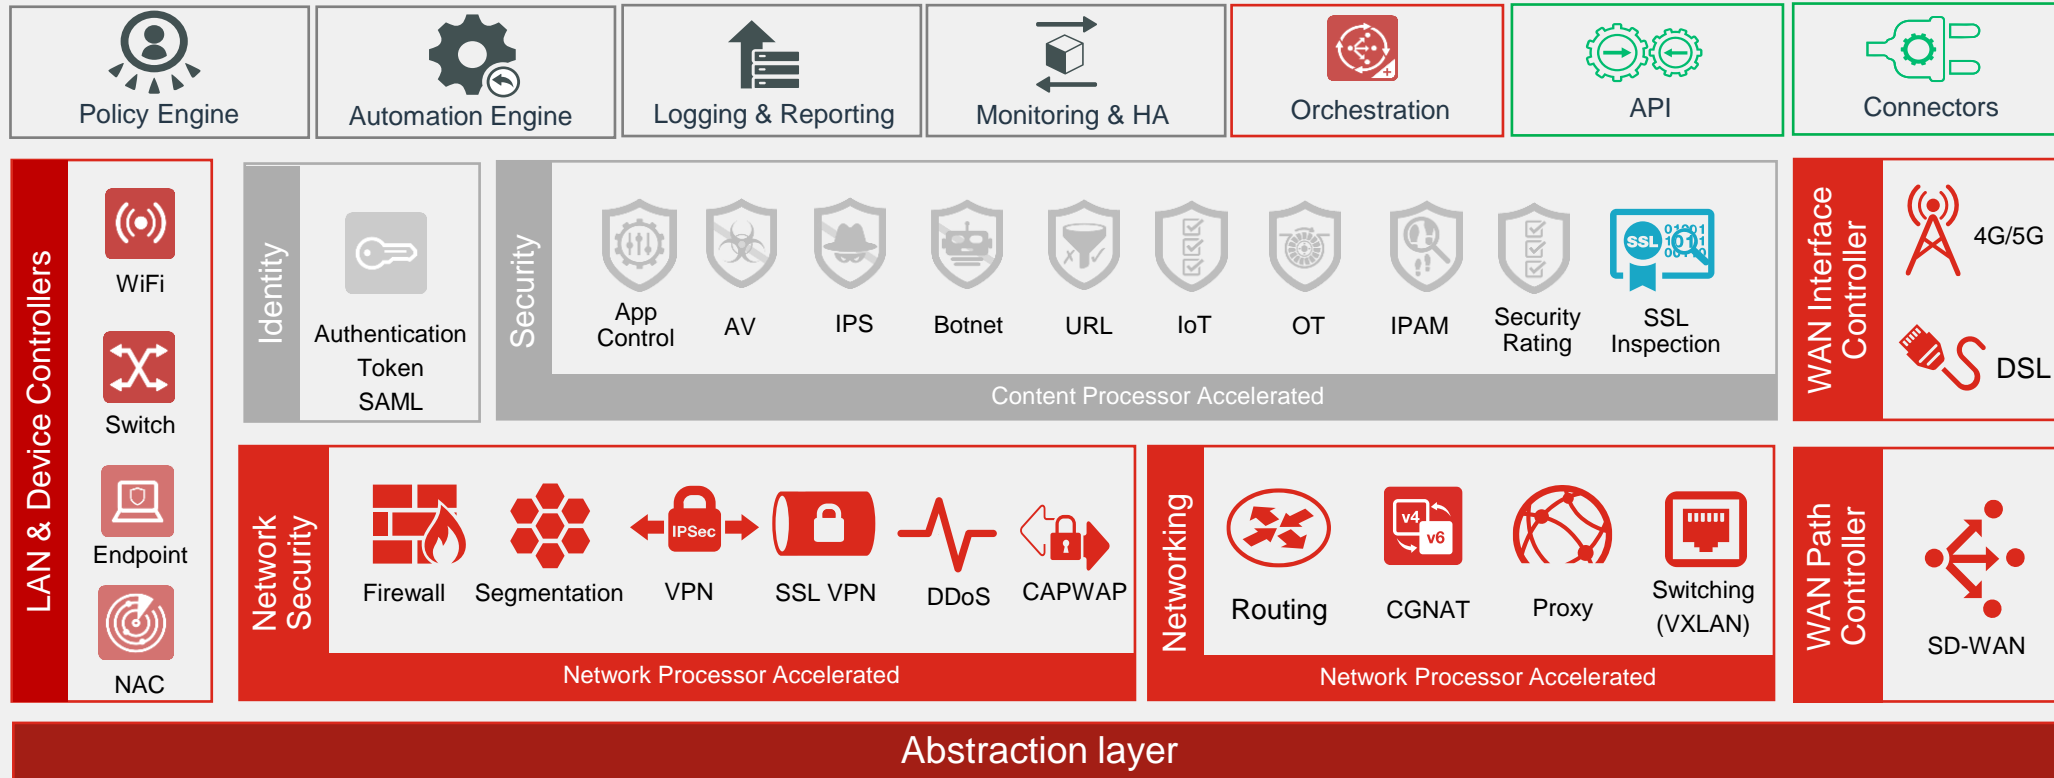 Policy Engine
Automation Engine
Logging & Reporting
Monitoring & HA
Orchestration
API
Connectors
LAN & Device Controllers
WiFi
Switch
Endpoint
NAC
Identity
Authentication
Token
SAML
Security
App
Control
AV
IPS
Botnet
URL
IoT
OT
IPAM
Security
Rating
SSL
01001
1011
00110
SSL
Inspection
Content Processor Accelerated
WAN Interface
Controller
4G/5G
DSL
Network
Security
Firewall
Segmentation
IPSec
VPN
SSL VPN
DDoS
CAPWAP
Network Processor Accelerated
Networking
Routing
v4
v6
CGNAT
Proxy
Switching
(VXLAN)
Network Processor Accelerated
WAN Path
Controller
SD-WAN
Abstraction layer